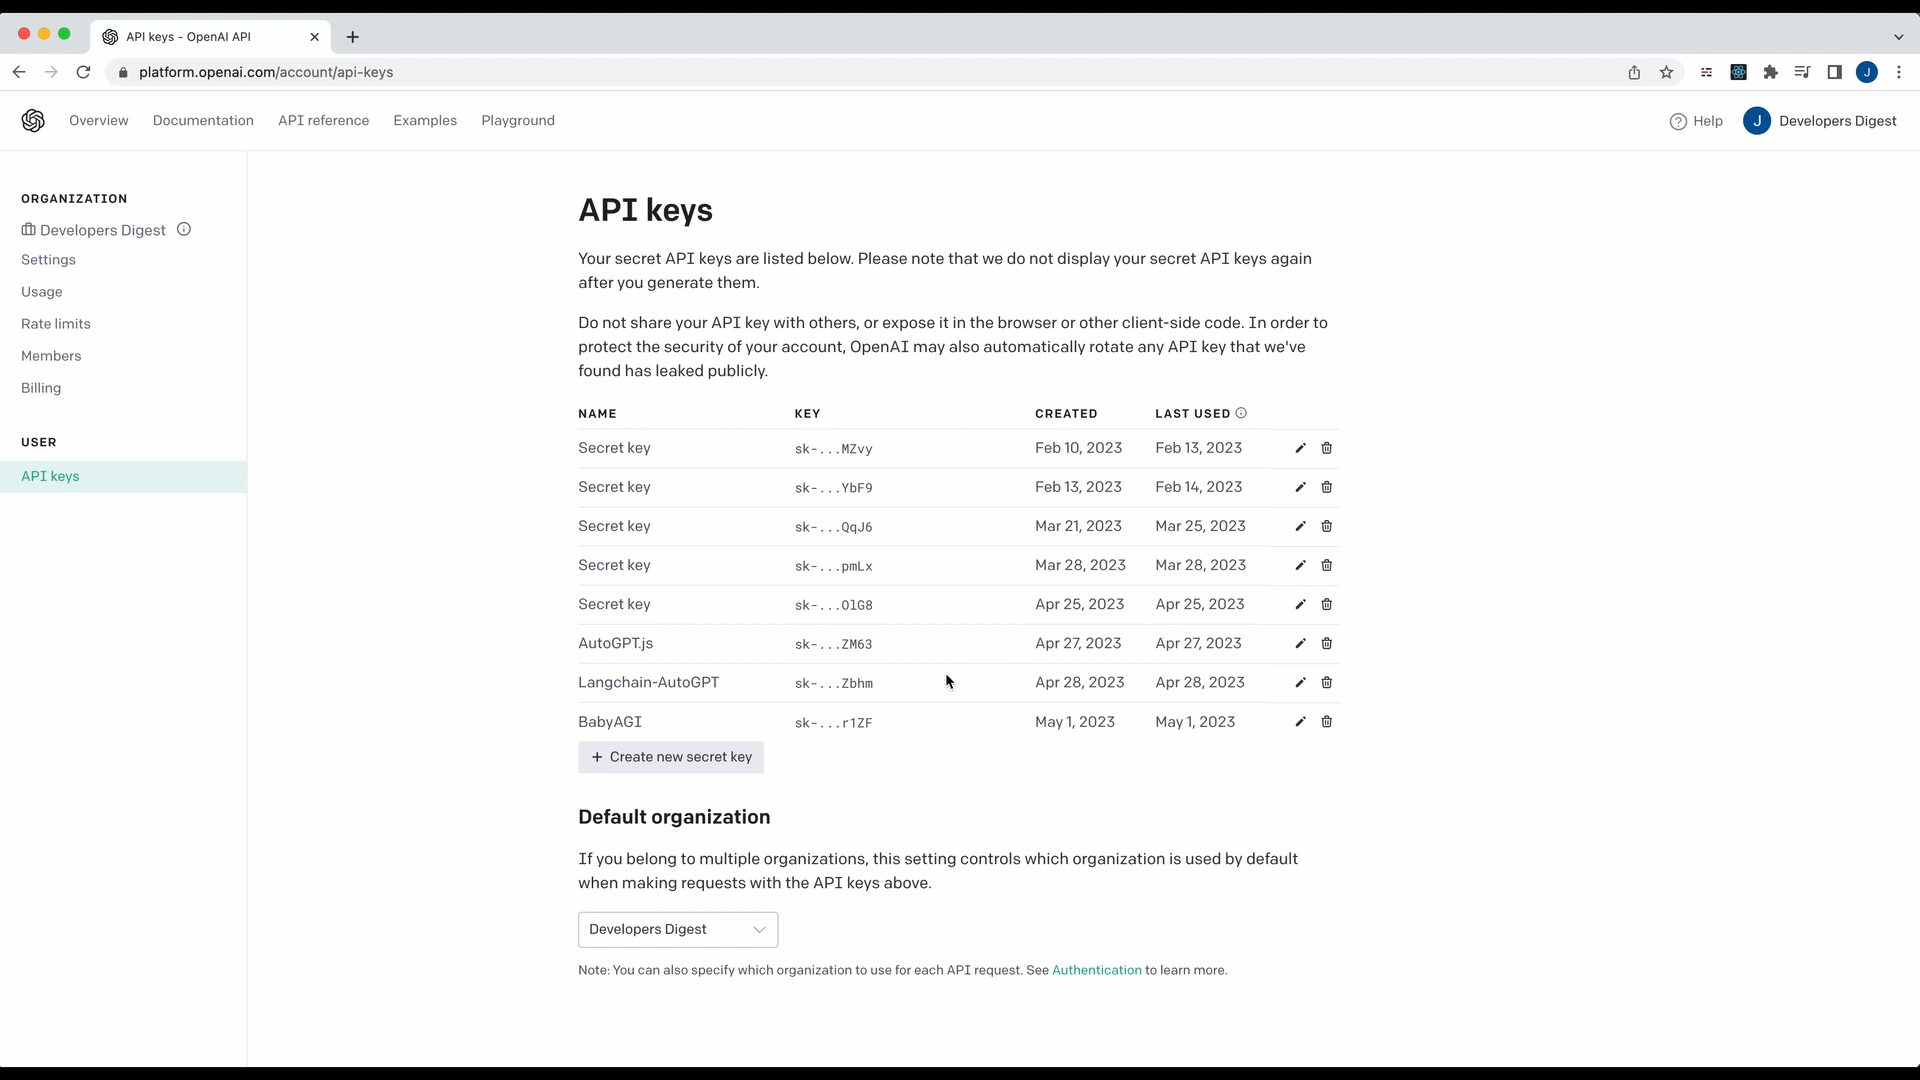 API keys - OpenAI API
platform.openai.com/account/api-keys
J
Overview
Documentation
API reference
Examples
Playground
Help
J
Developers Digest
ORGANIZATION
Developers Digest
Settings
Usage
Rate limits
Members
Billing
USER
API keys
API keys
Your secret API keys are listed below. Please note that we do not display your secret API keys again
after you generate them.
Do not share your API key with others, or expose it in the browser or other client-side code. In order to
protect the security of your account, OpenAI may also automatically rotate any API key that we've
found has leaked publicly.
NAME KEY CREATED LAST USED
Secret key sk-...MZvy Feb 10, 2023 Feb 13, 2023
Secret key sk-...YbF9 Feb 13, 2023 Feb 14, 2023
Secret key sk-...QqJ6 Mar 21, 2023 Mar 25, 2023
Secret key sk-...pmLx Mar 28, 2023 Mar 28, 2023
Secret key sk-...OlG8 Apr 25, 2023 Apr 25, 2023
AutoGPT.js sk-...ZM63 Apr 27, 2023 Apr 27, 2023
Langchain-AutoGPT sk-...Zbhm Apr 28, 2023 Apr 28, 2023
BabyAGI sk-...r1ZF May 1, 2023 May 1, 2023
+ Create new secret key
Default organization
If you belong to multiple organizations, this setting controls which organization is used by default
when making requests with the API keys above.
Developers Digest
Note: You can also specify which organization to use for each API request. See Authentication to learn more.